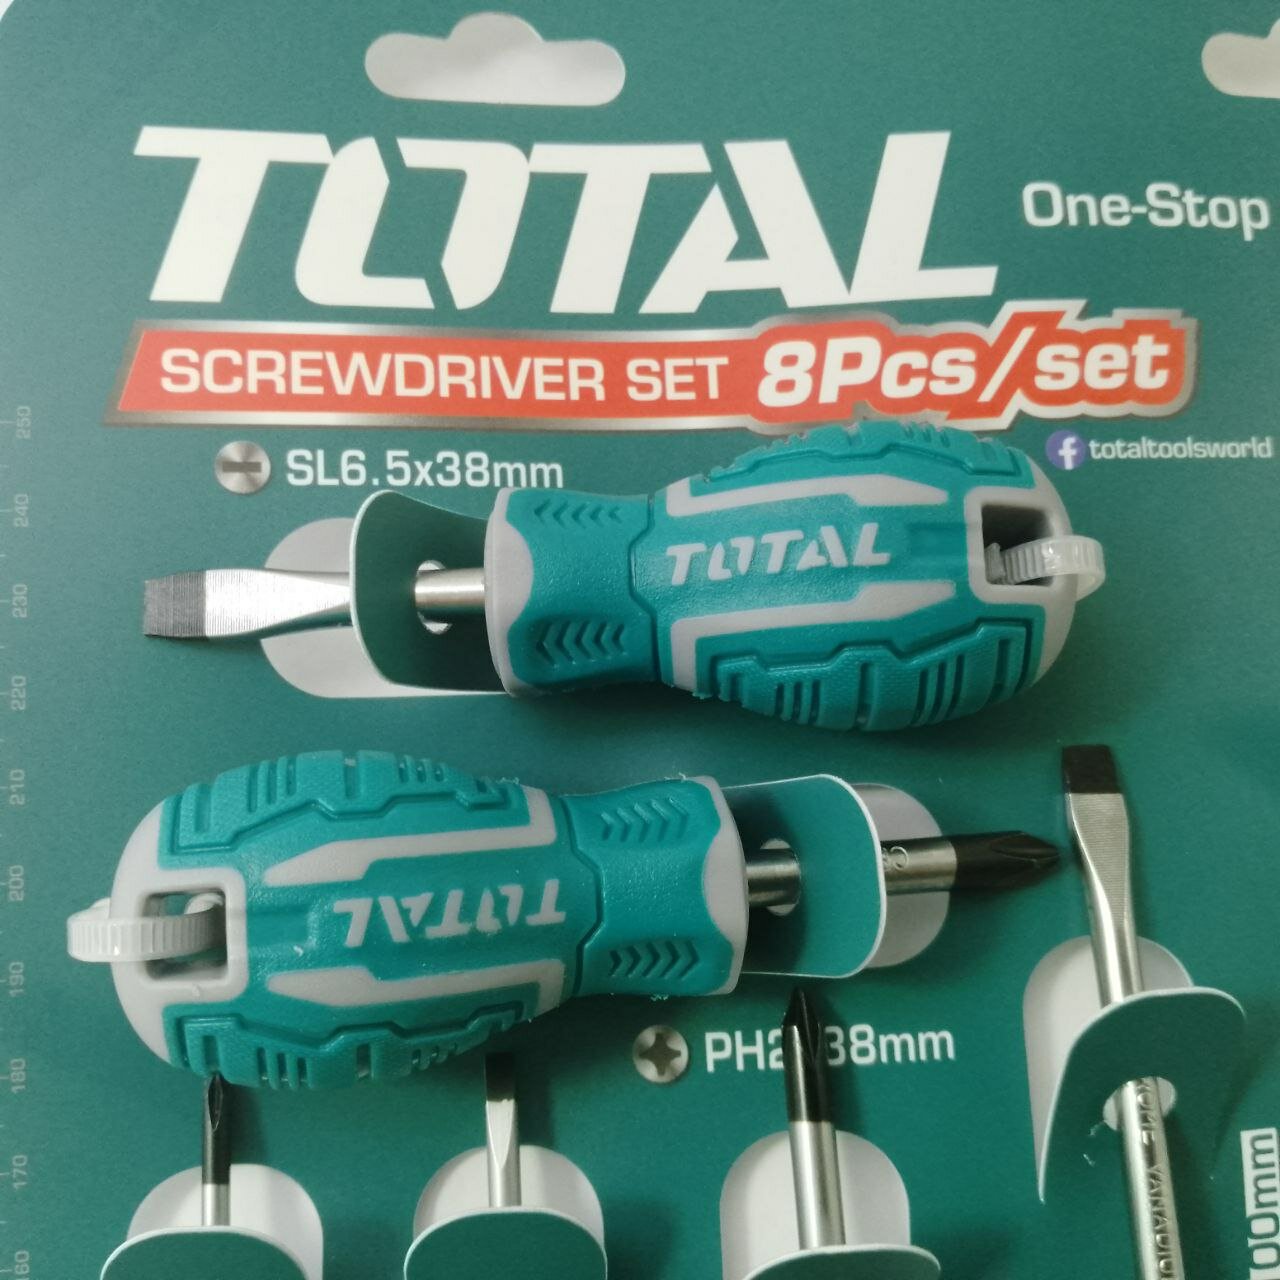 TOTAL
One-Stop
SCREWDRIVER SET 8Pcs/set
totaltoolsworld
SL6.5x38mm
TOTAL
TOTAL
38mm
250
240
230
220
210
200
190
180
170
160